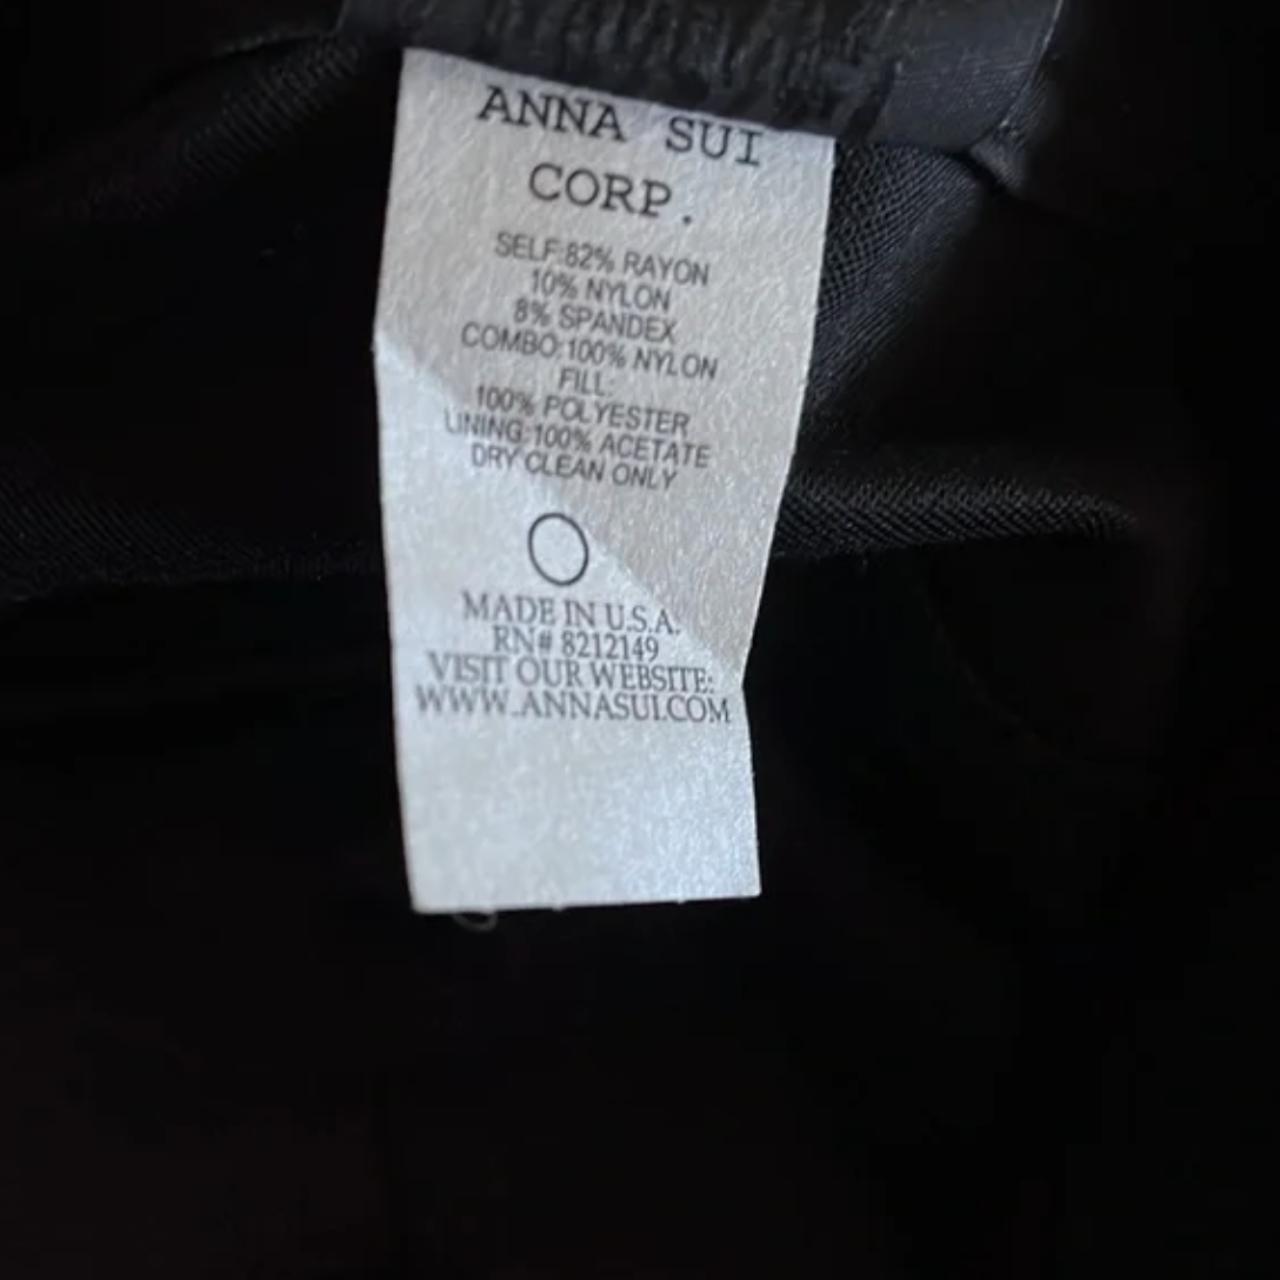 ANNA SUI
CORP.
SELF:82% RAYON
10% NYLON
8% SPANDEX
COMBO:100% NYLON
FILL:
100% POLYESTER
LINING:100% ACETATE
DRY CLEAN ONLY
MADE IN U.S.A.
RN# 8212149
VISIT OUR WEBSITE:
WWW.ANNASUI.COM